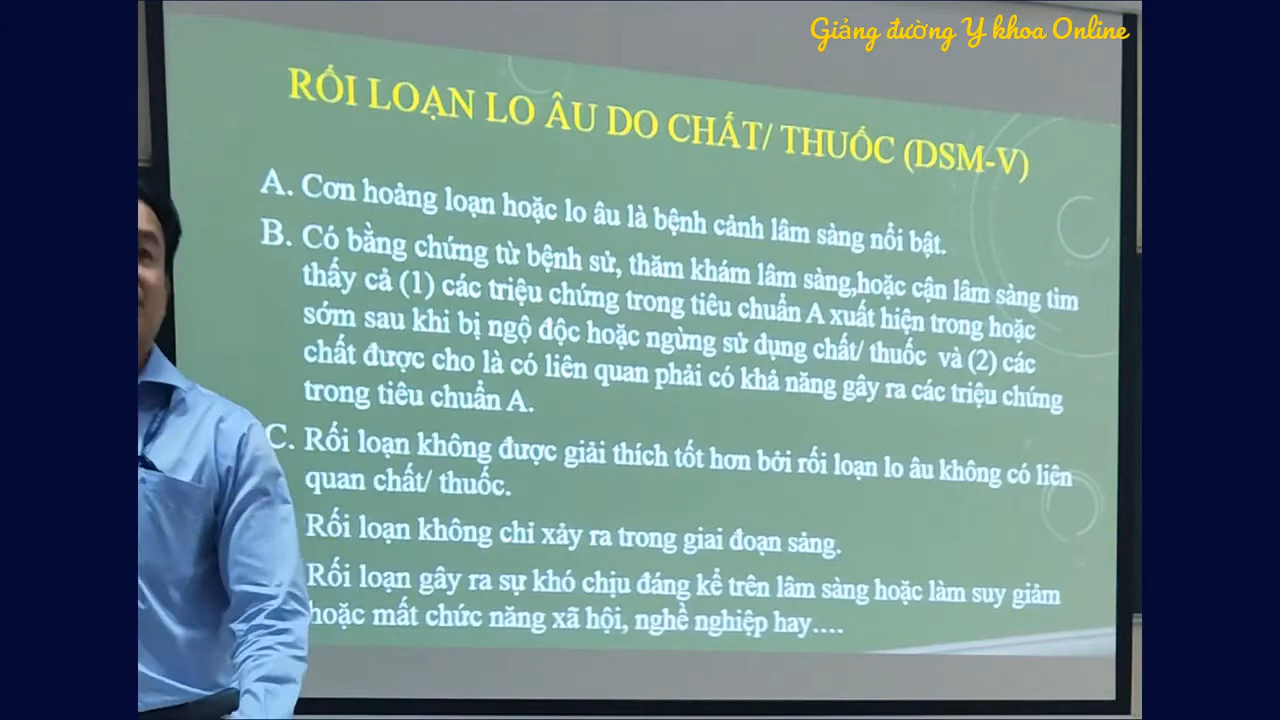 Giảng đường Y khoa Online
RỐI LOẠN LO ÂU DO CHẤT/ THUỐC (DSM-V)
A. Cơn hoảng loạn hoặc lo âu là bệnh cảnh lâm sàng nổi bật.
B. Có bằng chứng từ bệnh sử, thăm khám lâm sàng,hoặc cận lâm sàng tìm
thấy cả (1) các triệu chứng trong tiêu chuẩn A xuất hiện trong hoặc
sớm sau khi bị ngộ độc hoặc ngừng sử dụng chất/ thuốc và (2) các
chất được cho là có liên quan phải có khả năng gây ra các triệu chứng
trong tiêu chuẩn A.
C. Rối loạn không được giải thích tốt hơn bởi rối loạn lo âu không có liên
quan chất/ thuốc.
Rối loạn không chỉ xảy ra trong giai đoạn sảng.
Rối loạn gây ra sự khó chịu đáng kể trên lâm sàng hoặc làm suy giảm
hoặc mất chức năng xã hội, nghề nghiệp hay....